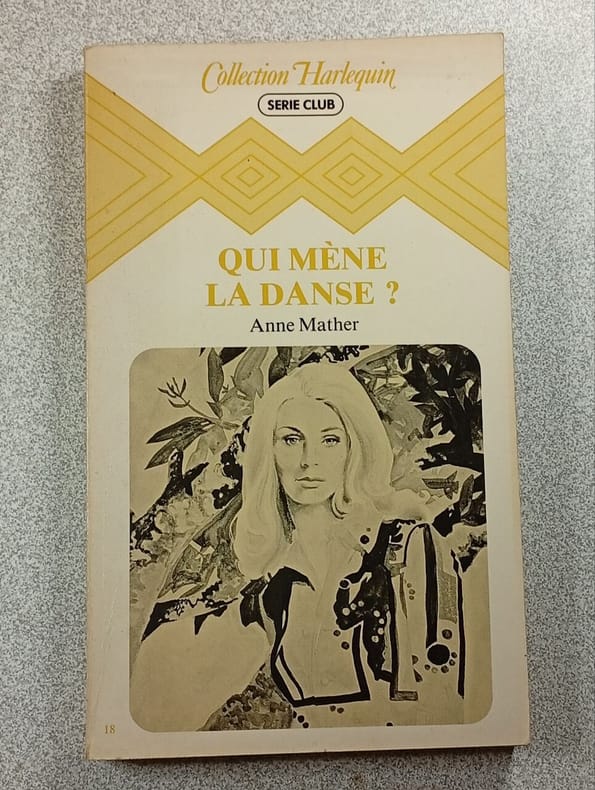 Collection Harlequin
SERIE CLUB
QUI MÈNE
LA DANSE ?
Anne Mather
18